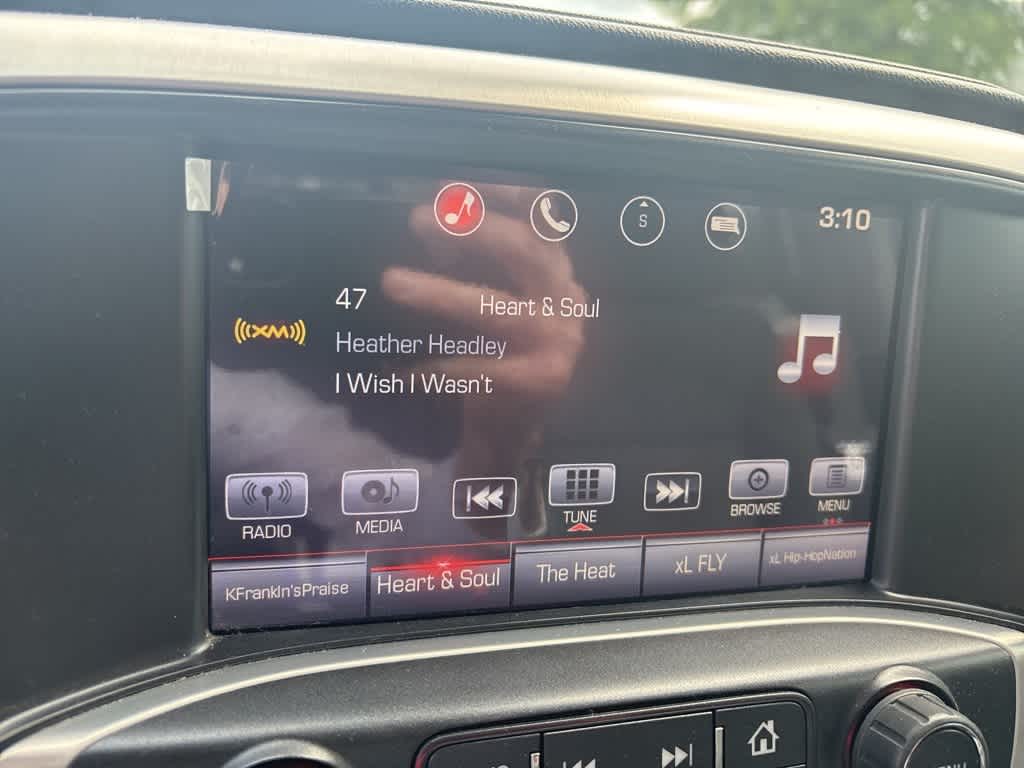 S
3:10
47
Heart & Soul
((XM))
Heather Headley
I Wish I Wasn't
RADIO
MEDIA
TUNE
BROWSE
MENU
KFrankln'sPraise
Heart & Soul
The Heat
xL FLY
xL Hip-HopNation